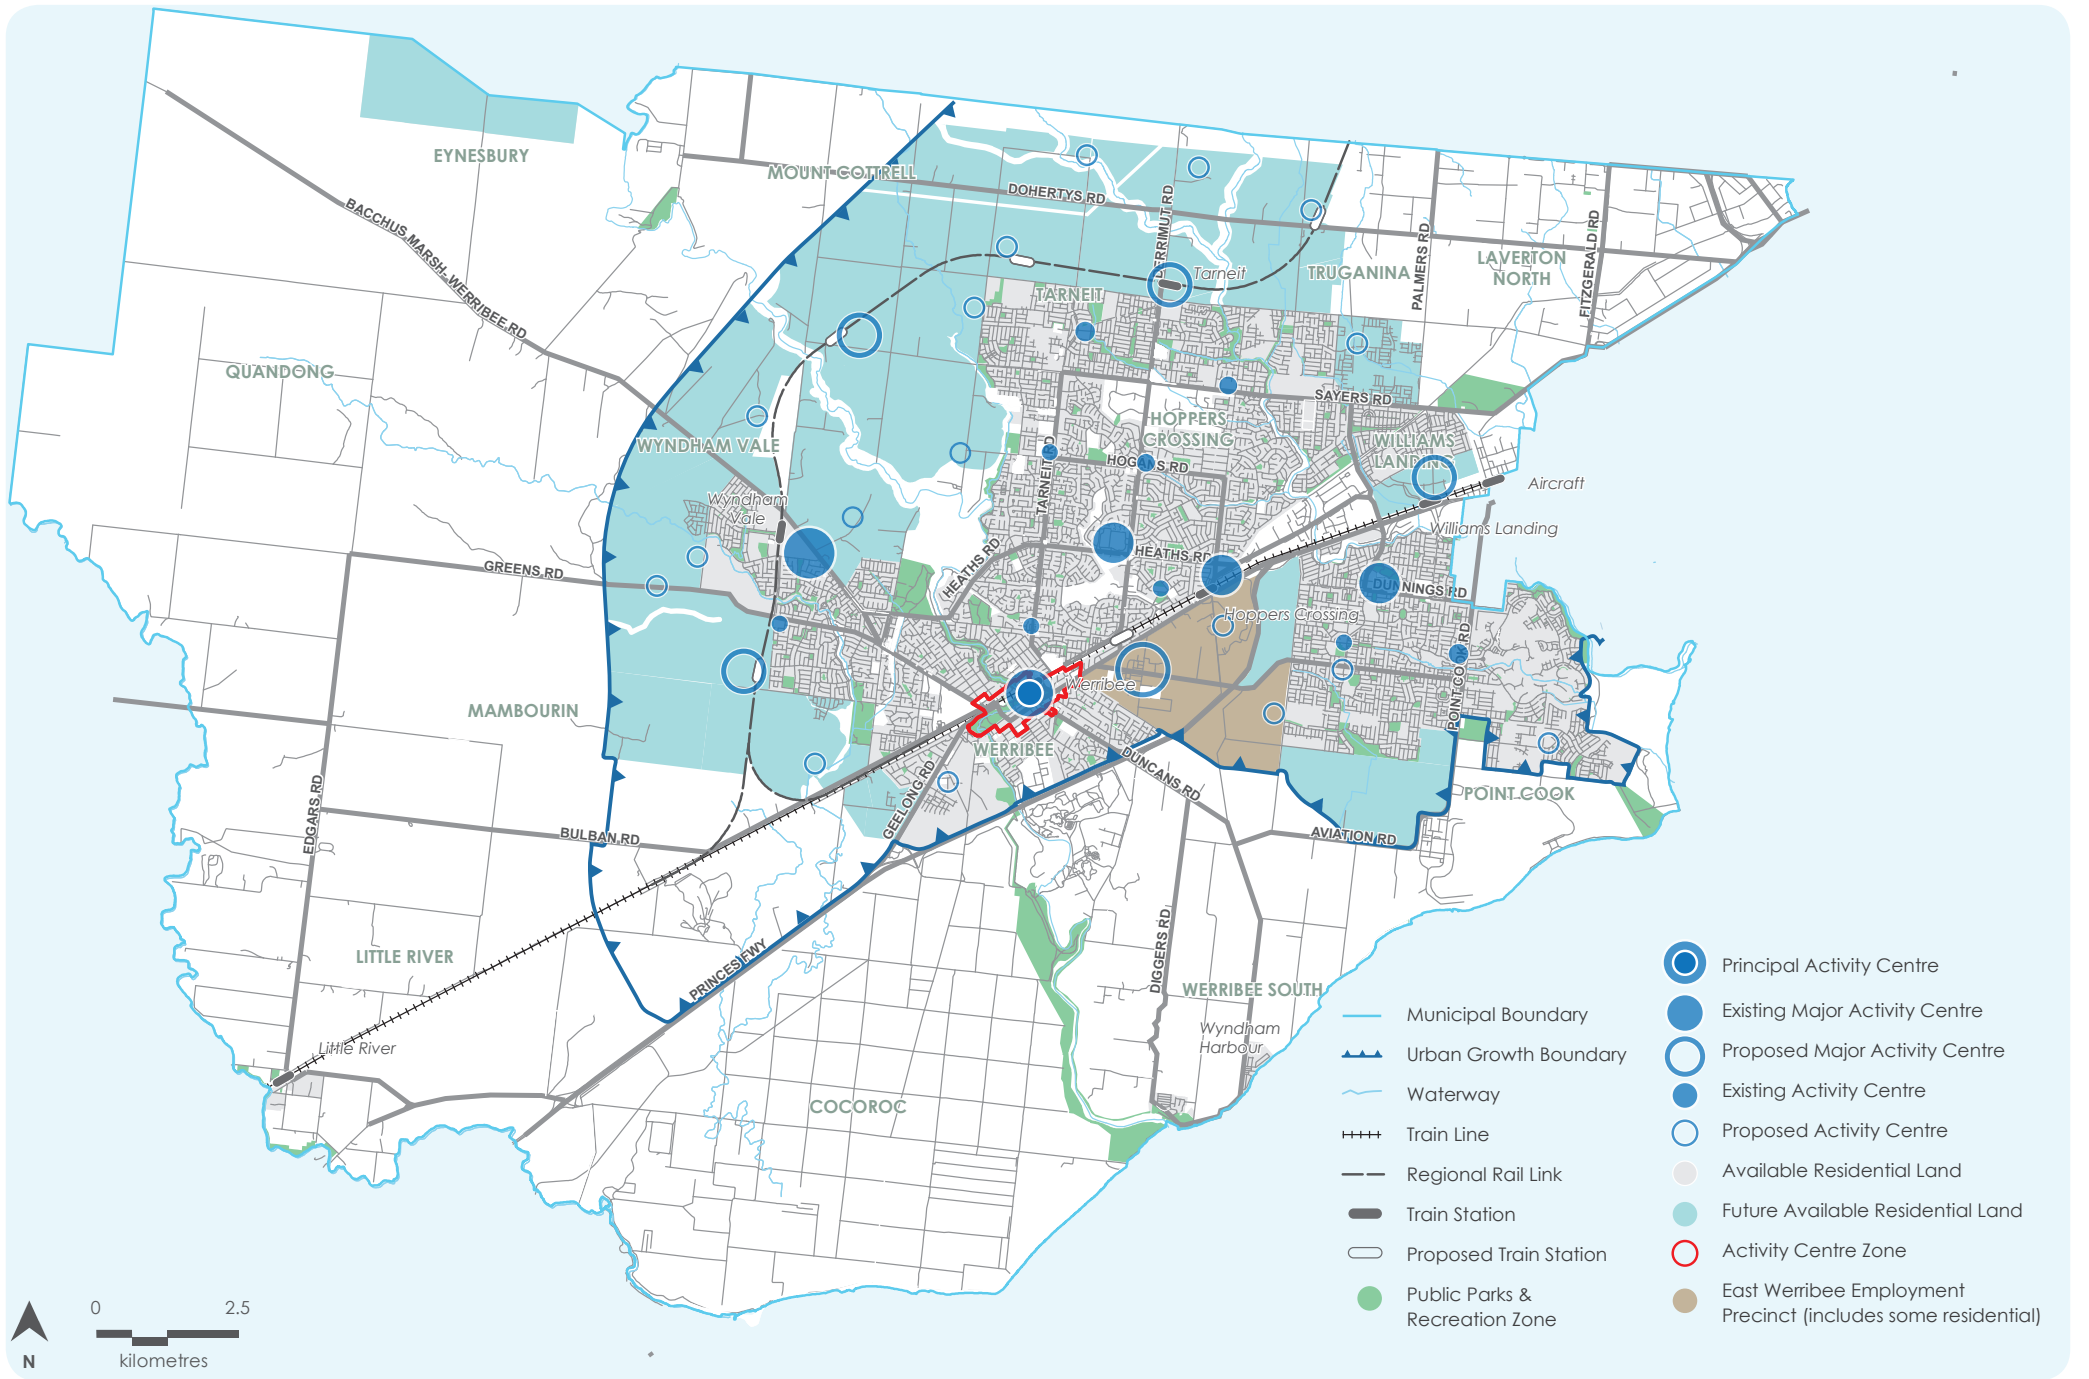 EYNESBURY
MOUNT COTTRELL
DOHERTYS RD
DERRIMUT RD
BACCHUS MARSH-WERRIBEE RD
PALMERS RD
FITZGERALD RD
LAVERTON
NORTH
TRUGANINA
Tarneit
TARNEIT
QUANDONG
SAYERS RD
HOPPERS
CROSSING
WILLIAMS
LANDING
WYNDHAM VALE
HOGANS RD
TARNEIT RD
Aircraft
Wyndham
Vale
Williams Landing
HEATHS RD
HEATHS RD
GREENS RD
DUNNINGS RD
Hoppers Crossing
POINT COOK RD
Werribee
MAMBOURIN
WERRIBEE
DUNCANS RD
GEELONG RD
POINT COOK
EDGARS RD
BULBAN RD
AVIATION RD
LITTLE RIVER
PRINCES FWY
DIGGERS RD
WERRIBEE SOUTH
Wyndham
Harbour
Little River
COCOROC
Municipal Boundary
Urban Growth Boundary
Waterway
Train Line
Regional Rail Link
Train Station
Proposed Train Station
Public Parks &
Recreation Zone
Principal Activity Centre
Existing Major Activity Centre
Proposed Major Activity Centre
Existing Activity Centre
Proposed Activity Centre
Available Residential Land
Future Available Residential Land
Activity Centre Zone
East Werribee Employment
Precinct (includes some residential)
0 2.5
kilometres
N